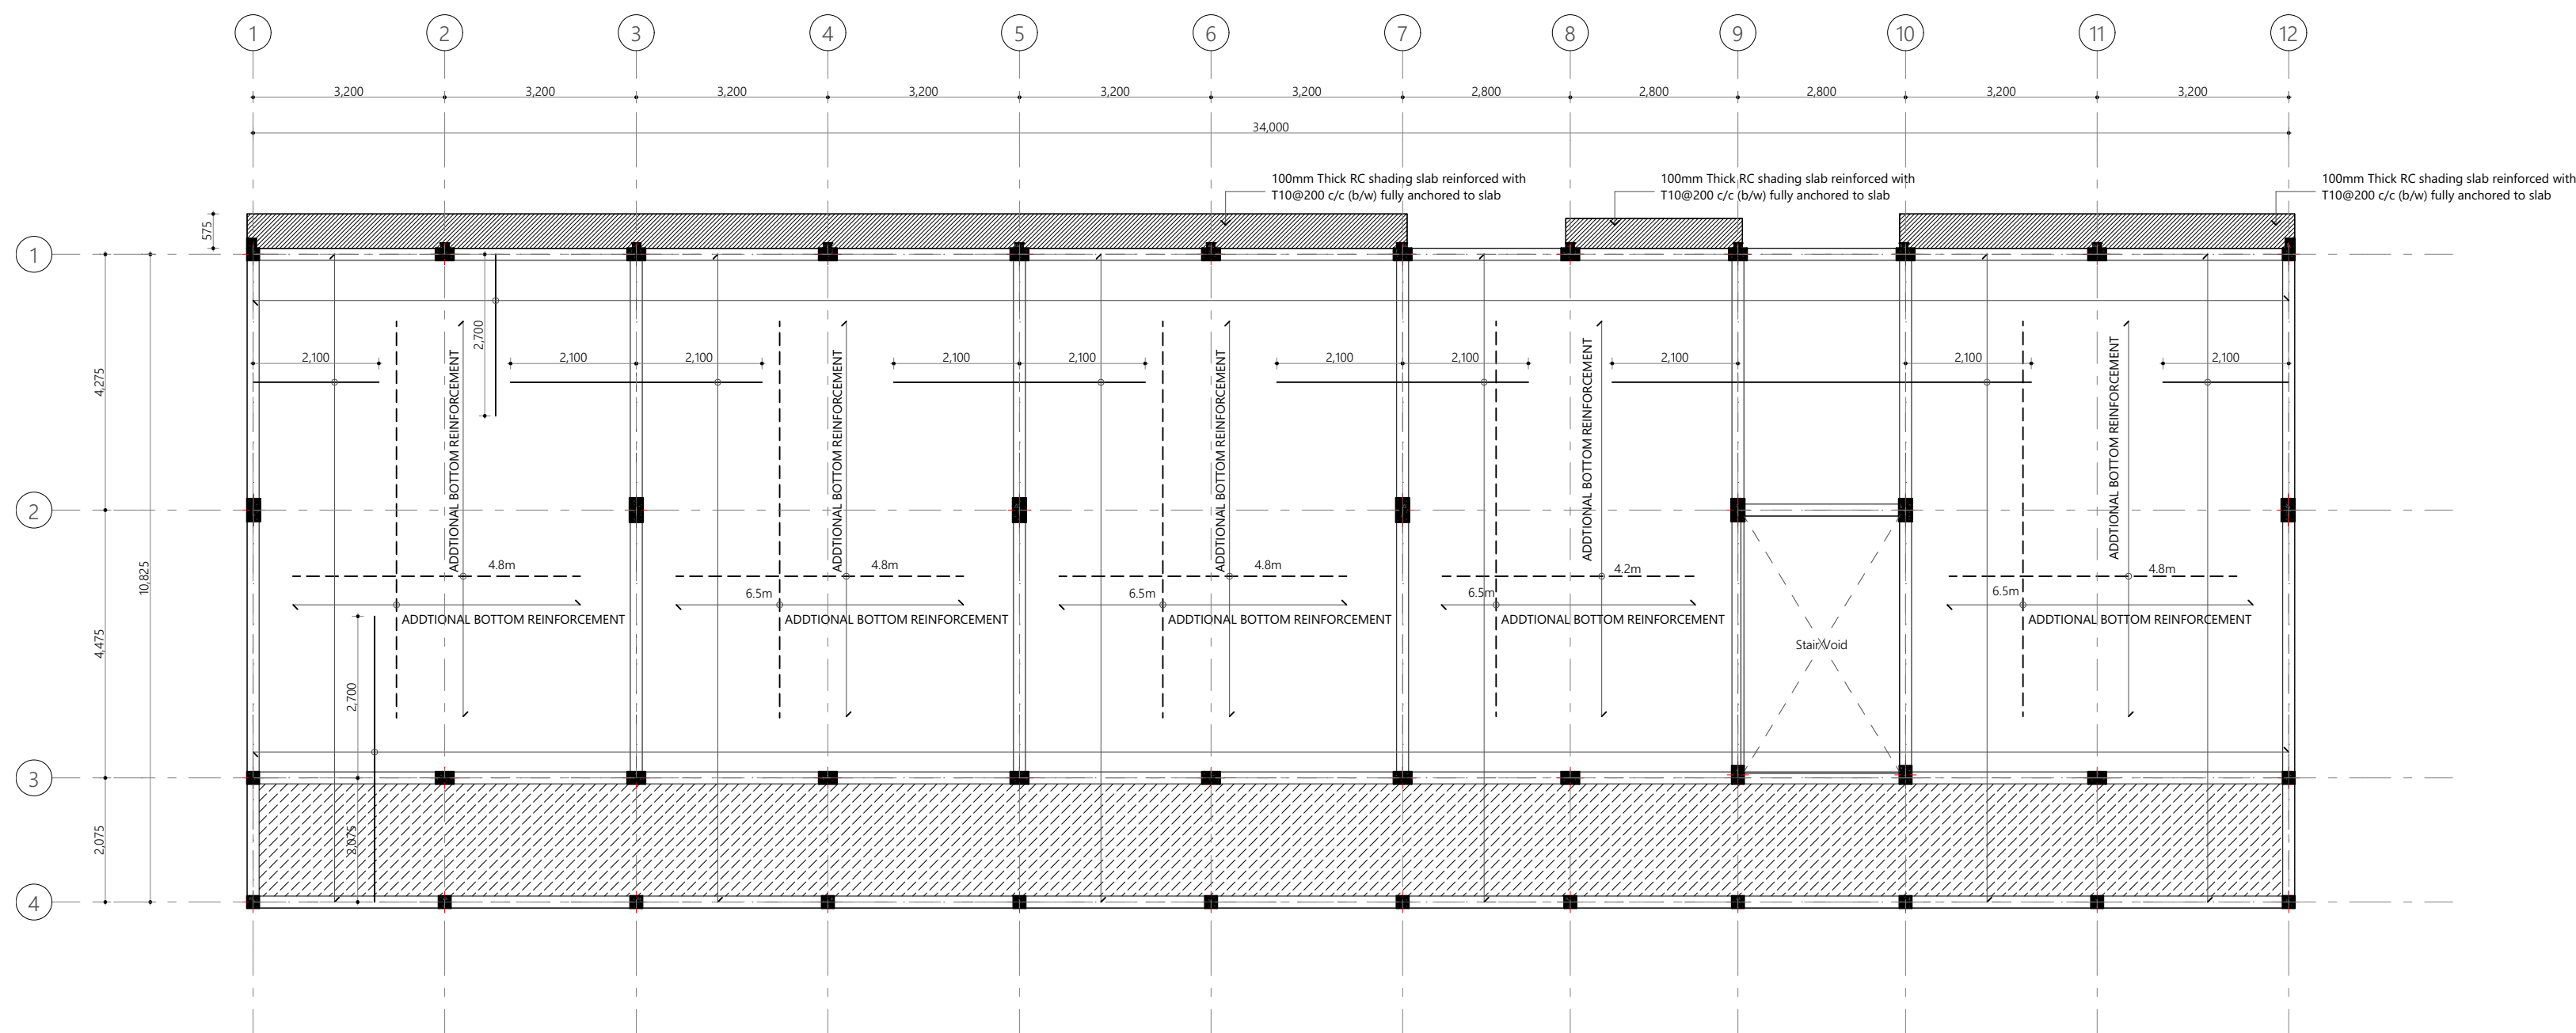 1 2 3 4 5 6 7 8 9 10 11 12
3,200 3,200 3,200 3,200 3,200 3,200 2,800 2,800 2,800 3,200 3,200
34,000
100mm Thick RC shading slab reinforced with
T10@200 c/c (b/w) fully anchored to slab
100mm Thick RC shading slab reinforced with
T10@200 c/c (b/w) fully anchored to slab
100mm Thick RC shading slab reinforced with
T10@200 c/c (b/w) fully anchored to slab
575
1
2,700
2,100 2,100 2,100 2,100 2,100 2,100 2,100 2,100 2,100 2,100
4,275
ADDTIONAL BOTTOM REINFORCEMENT
ADDTIONAL BOTTOM REINFORCEMENT
ADDTIONAL BOTTOM REINFORCEMENT
ADDTIONAL BOTTOM REINFORCEMENT
ADDTIONAL BOTTOM REINFORCEMENT
2
10,825
4.8m 4.8m 4.8m 4.2m 4.8m
6.5m 6.5m 6.5m 6.5m
ADDTIONAL BOTTOM REINFORCEMENT
ADDTIONAL BOTTOM REINFORCEMENT
ADDTIONAL BOTTOM REINFORCEMENT
ADDTIONAL BOTTOM REINFORCEMENT
ADDTIONAL BOTTOM REINFORCEMENT
4,475
Stair Void
2,700
3
2,075
2,075
4